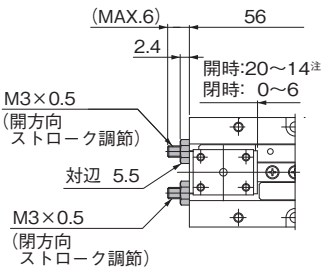 (MAX.6) 56
2.4
開時:20～14注
閉時: 0～6
M3×0.5
(開方向
ストローク調節)
対辺 5.5
M3×0.5
(閉方向
ストローク調節)